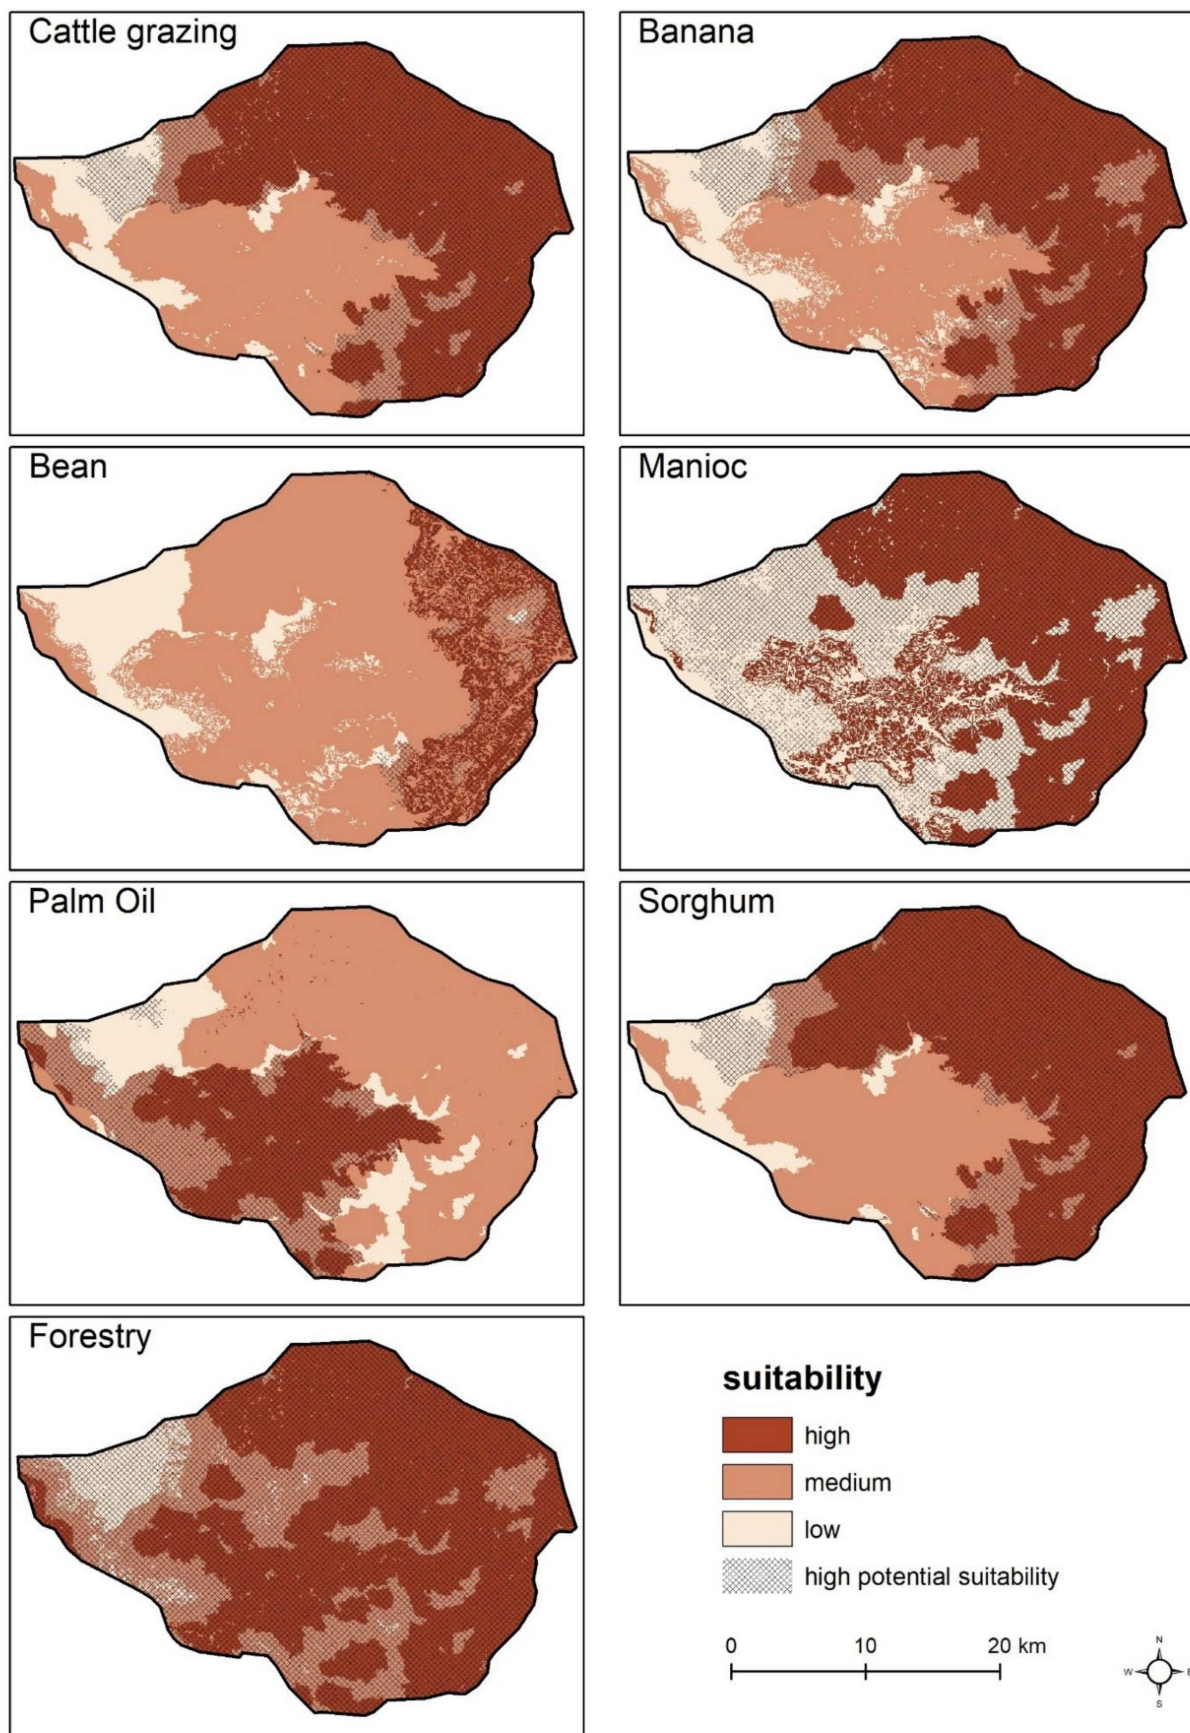 Cattle grazing
Banana
Bean
Manioc
Palm Oil
Sorghum
Forestry
suitability
high
medium
low
high potential suitability
0 10 20 km
N
W E
S